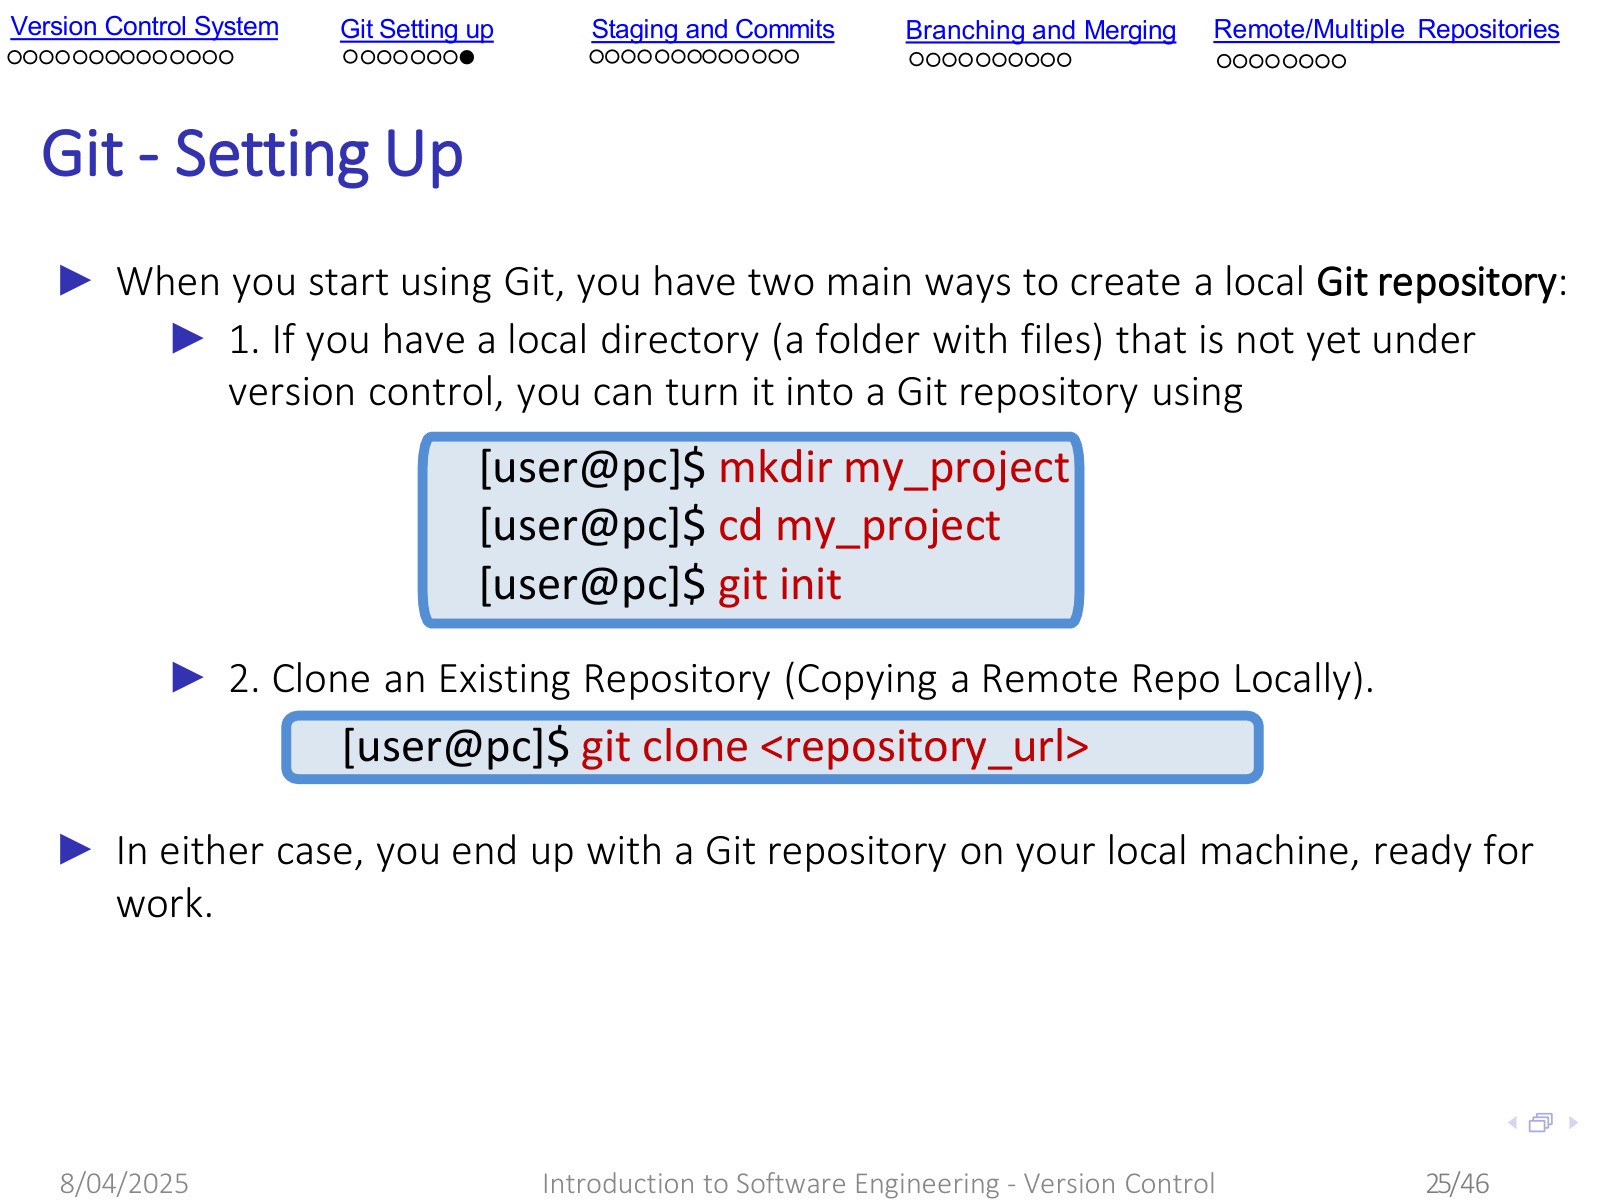 Version Control System
Git Setting up
Staging and Commits
Branching and Merging
Remote/Multiple Repositories
Git - Setting Up
When you start using Git, you have two main ways to create a local Git repository:
1. If you have a local directory (a folder with files) that is not yet under
version control, you can turn it into a Git repository using
[user@pc]$ mkdir my_project
[user@pc]$ cd my_project
[user@pc]$ git init
2. Clone an Existing Repository (Copying a Remote Repo Locally).
[user@pc]$ git clone <repository_url>
In either case, you end up with a Git repository on your local machine, ready for
work.
8/04/2025
Introduction to Software Engineering - Version Control
25/46